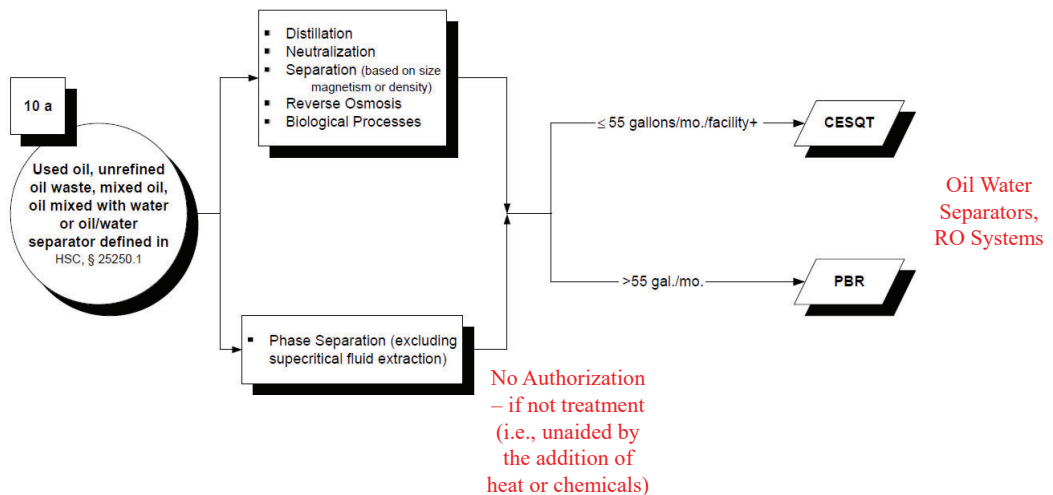 10 a
Used oil, unrefined
oil waste, mixed oil,
oil mixed with water
or oil/water
separator defined in
HSC, § 25250.1
▪ Distillation
▪ Neutralization
▪ Separation (based on size
magnetism or density)
▪ Reverse Osmosis
▪ Biological Processes
▪ Phase Separation (excluding
supecritical fluid extraction)
No Authorization
– if not treatment
(i.e., unaided by
the addition of
heat or chemicals)
≤ 55 gallons/mo./facility+
CESQT
>55 gal./mo.
PBR
Oil Water
Separators,
RO Systems